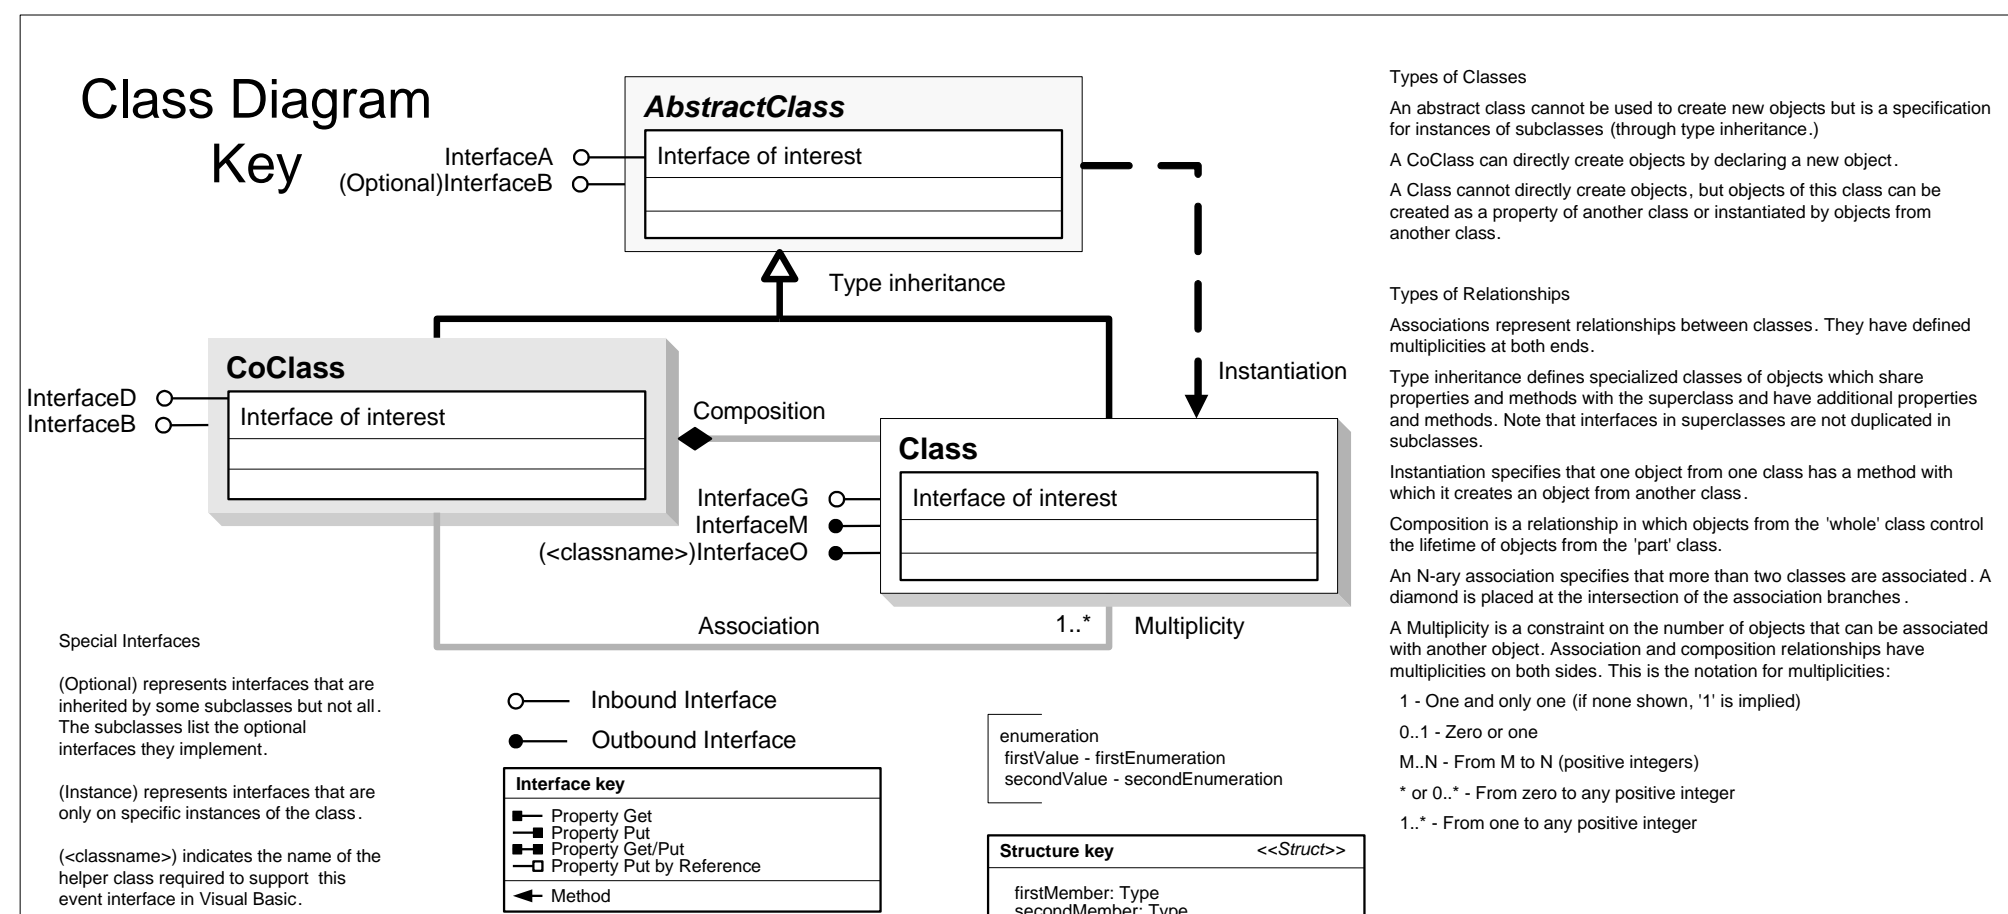 Class Diagram
Key
AbstractClass
Interface of interest
InterfaceA
(Optional)InterfaceB
Type inheritance
CoClass
Interface of interest
InterfaceD
InterfaceB
Composition
Instantiation
Class
Interface of interest
InterfaceG
InterfaceM
(<classname>)InterfaceO
Association
1..*
Multiplicity
Special Interfaces
(Optional) represents interfaces that are
inherited by some subclasses but not all.
The subclasses list the optional
interfaces they implement.
(Instance) represents interfaces that are
only on specific instances of the class.
(<classname>) indicates the name of the
helper class required to support this
event interface in Visual Basic.
Inbound Interface
Outbound Interface
Interface key
Property Get
Property Put
Property Get/Put
Property Put by Reference
Method
enumeration
firstValue - firstEnumeration
secondValue - secondEnumeration
Structure key <<Struct>>
firstMember: Type
secondMember: Type
Types of Classes
An abstract class cannot be used to create new objects but is a specification
for instances of subclasses (through type inheritance.)
A CoClass can directly create objects by declaring a new object.
A Class cannot directly create objects, but objects of this class can be
created as a property of another class or instantiated by objects from
another class.
Types of Relationships
Associations represent relationships between classes. They have defined
multiplicities at both ends.
Type inheritance defines specialized classes of objects which share
properties and methods with the superclass and have additional properties
and methods. Note that interfaces in superclasses are not duplicated in
subclasses.
Instantiation specifies that one object from one class has a method with
which it creates an object from another class.
Composition is a relationship in which objects from the 'whole' class control
the lifetime of objects from the 'part' class.
An N-ary association specifies that more than two classes are associated. A
diamond is placed at the intersection of the association branches.
A Multiplicity is a constraint on the number of objects that can be associated
with another object. Association and composition relationships have
multiplicities on both sides. This is the notation for multiplicities:
1 - One and only one (if none shown, '1' is implied)
0..1 - Zero or one
M..N - From M to N (positive integers)
* or 0..* - From zero to any positive integer
1..* - From one to any positive integer